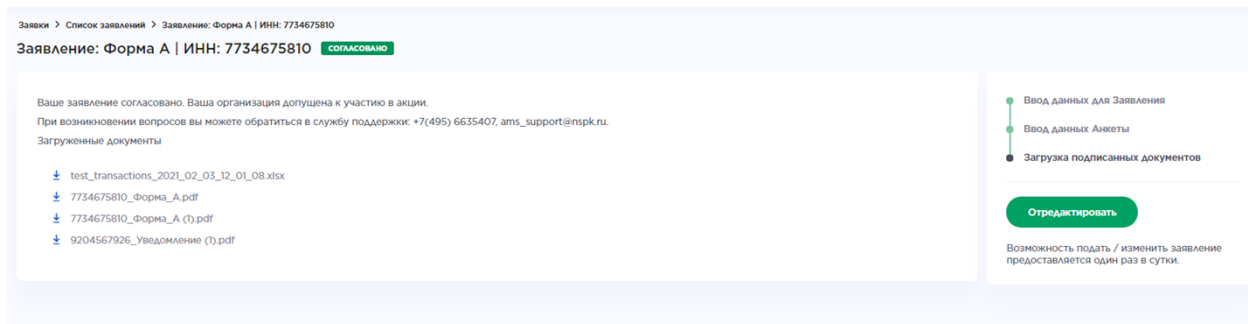 Заявки > Список заявлений > Заявление: Форма А | ИНН: 7734675810
Заявление: Форма А | ИНН: 7734675810 СОГЛАСОВАНО
Ваше заявление согласовано. Ваша организация допущена к участию в акции.
При возникновении вопросов вы можете обратиться в службу поддержки: +7(495) 6635407, ams_support@nspk.ru.
Загруженные документы
test_transactions_2021_02_03_12_01_08.xlsx
7734675810_Форма_А.pdf
7734675810_Форма_А (1).pdf
9204567926_Уведомление (1).pdf
Ввод данных для Заявления
Ввод данных Анкеты
Загрузка подписанных документов
Отредактировать
Возможность подать / изменить заявление
предоставляется один раз в сутки.